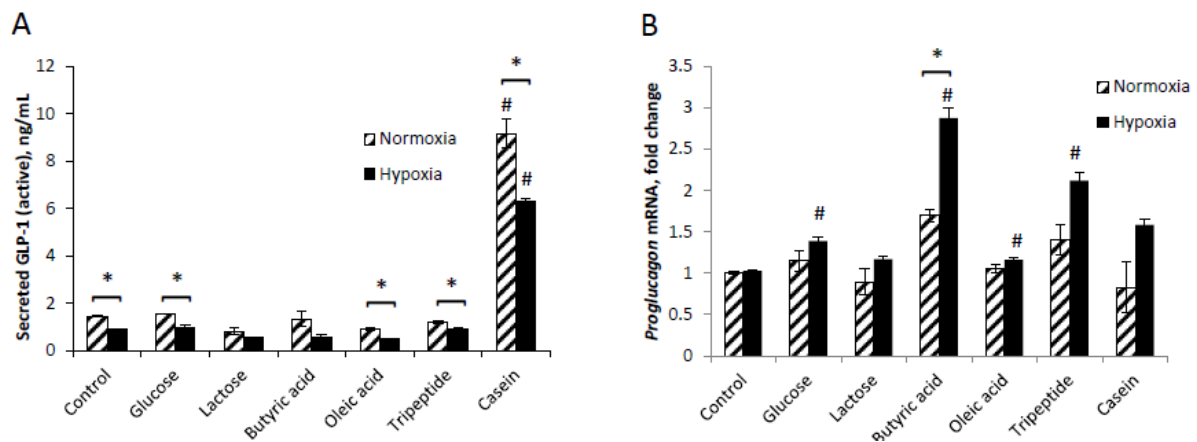 A
Secreted GLP-1 (active), ng/mL
12
10
8
6
4
2
0
Normoxia
Hypoxia
*
*
*
*
*
#
#
Control
Glucose
Lactose
Butyric acid
Oleic acid
Tripeptide
Casein
B
Proglucagon mRNA, fold change
3.5
3
2.5
2
1.5
1
0.5
0
Normoxia
Hypoxia
#
*
#
#
#
Control
Glucose
Lactose
Butyric acid
Oleic acid
Tripeptide
Casein